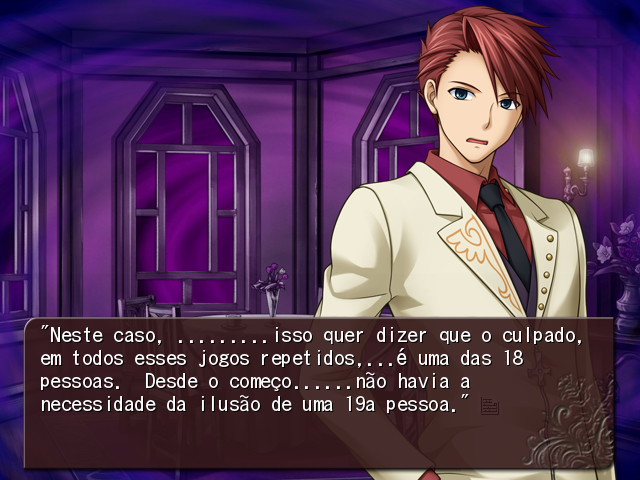 "Neste caso, .........isso quer dizer que o culpado,
em todos esses jogos repetidos,...é uma das 18
pessoas.  Desde o começo......não havia a
necessidade da ilusão de uma 19a pessoa."